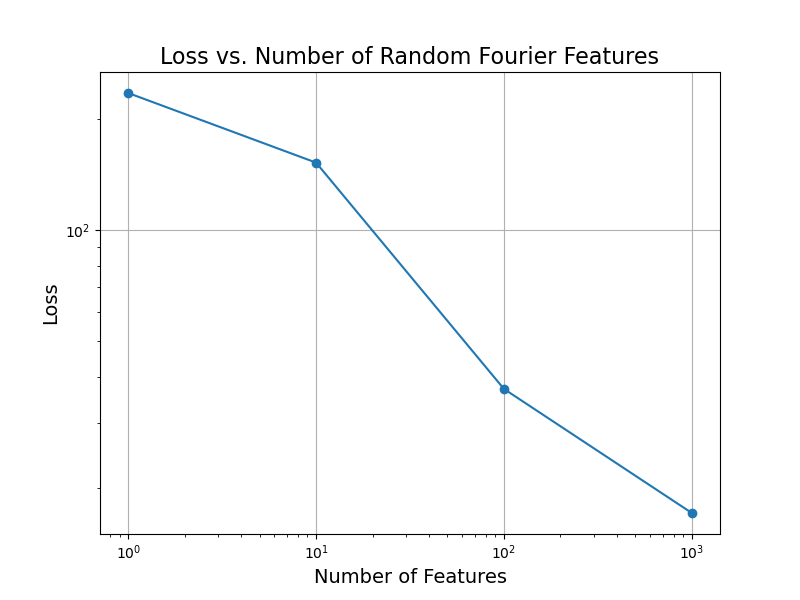 Loss vs. Number of Random Fourier Features
Loss
10²
10⁰ 10¹ 10² 10³
Number of Features